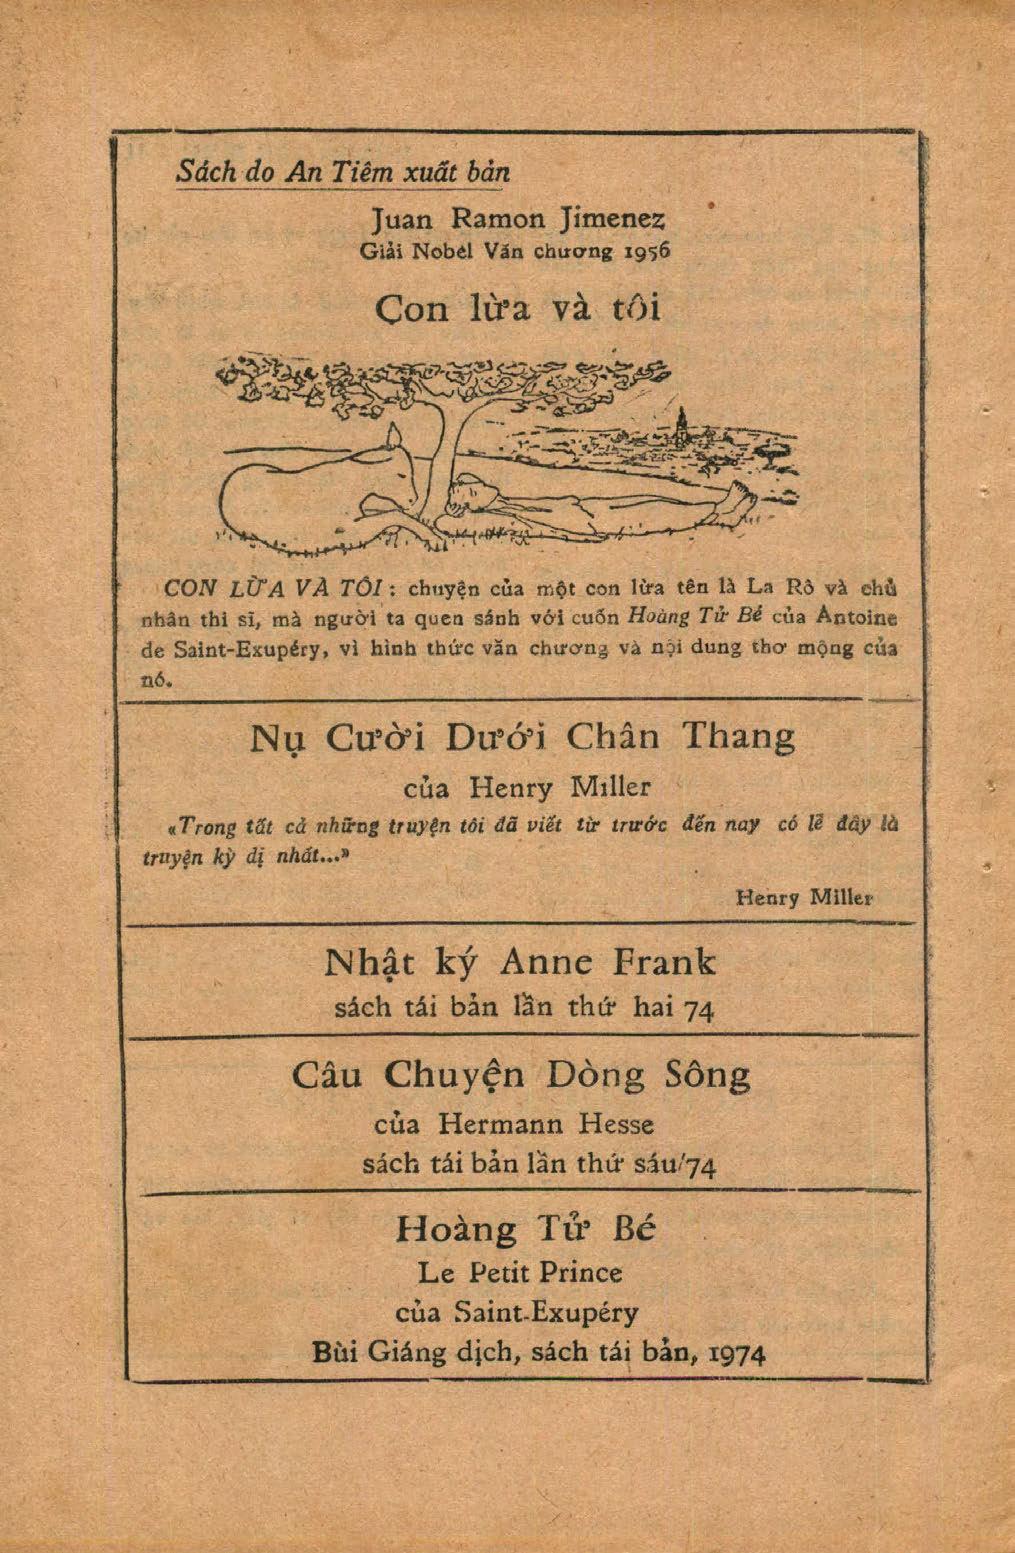 Sách do An Tiêm xuất bản
Juan Ramon Jimenez
Giải Nobel Văn chương 1956
Con lừa và tôi
CON LỪA VÀ TÔI : chuyện của một con lừa tên là La Rô và chủ
nhân thi sĩ, mà người ta quen sánh với cuốn Hoàng Tử Bé của Antoine
de Saint-Exupéry, vì hình thức văn chương và nội dung thơ mộng của
nó.
Nụ Cười Dưới Chân Thang
của Henry Miller
«Trong tất cả những truyện tôi đã viết từ trước đến nay có lẽ đây là
truyện kỳ dị nhất...»
Henry Miller
Nhật ký Anne Frank
sách tái bản lần thứ hai 74
Câu Chuyện Dòng Sông
của Hermann Hesse
sách tái bản lần thứ sáu/74
Hoàng Tử Bé
Le Petit Prince
của Saint-Exupéry
Bùi Giáng dịch, sách tái bản, 1974